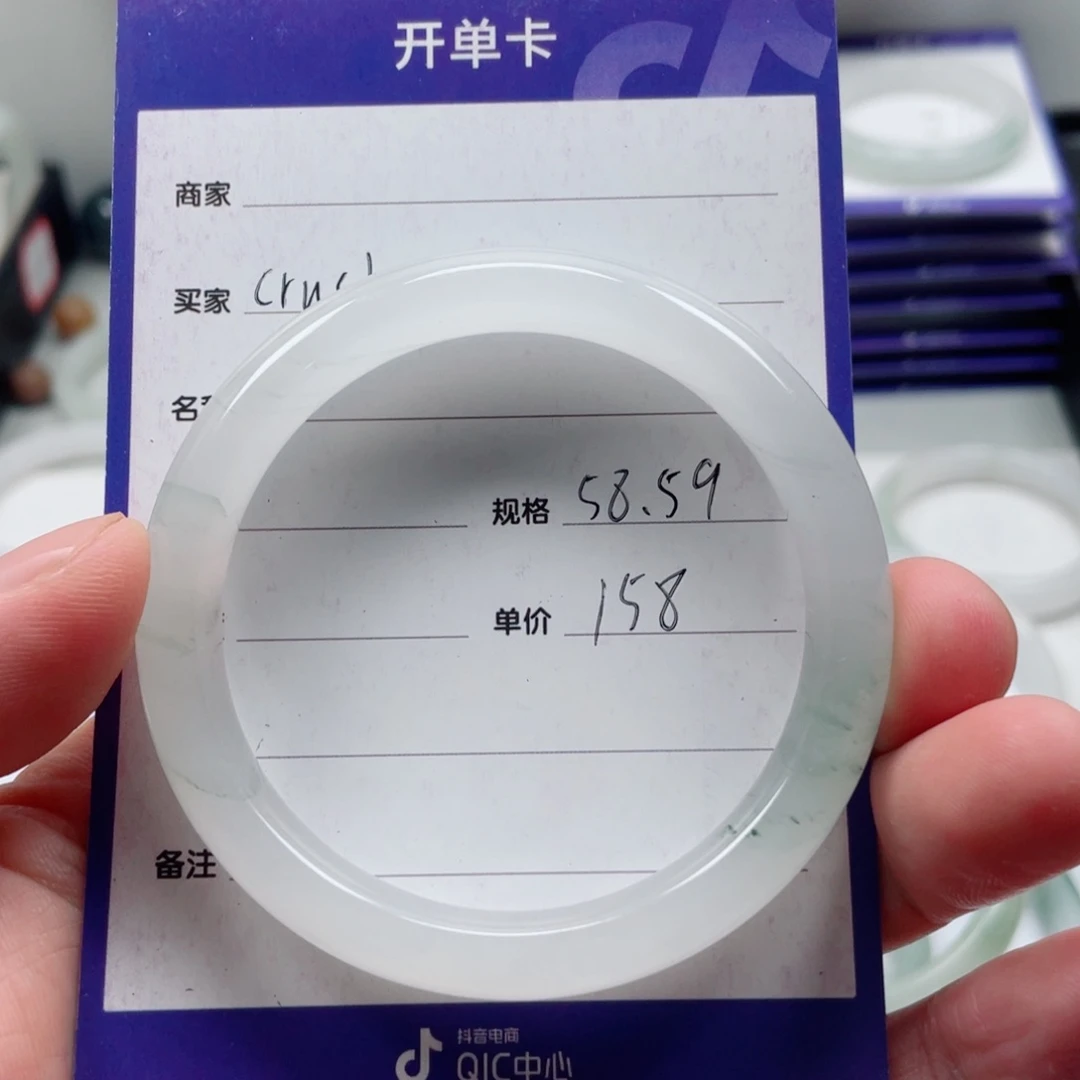 开单卡
商家
买家
规格 58.59
单价 158
备注
抖音电商
QIC中心